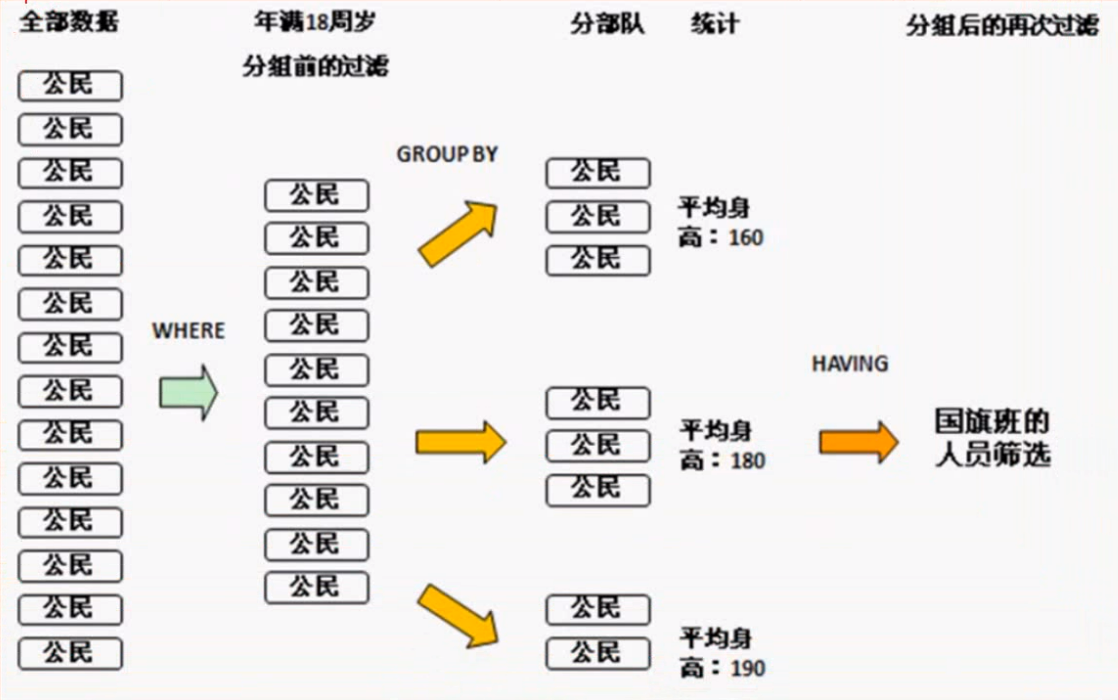 全部数据
年满18周岁
分部队
统计
分组后的再次过滤
分组前的过滤
公民
公民
公民
公民
公民
公民
公民
公民
公民
公民
公民
公民
公民
公民
WHERE
公民
公民
公民
公民
公民
公民
公民
公民
公民
公民
GROUP BY
公民
公民
公民
平均身
高：160
公民
公民
公民
平均身
高：180
公民
公民
平均身
高：190
HAVING
国旗班的
人员筛选